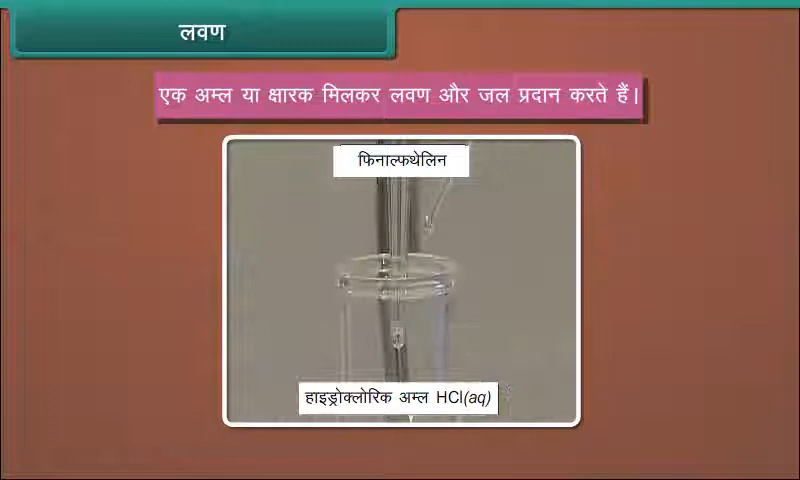 लवण
एक अम्ल या क्षारक मिलकर लवण और जल प्रदान करते हैं।
फिनाल्फथेलिन
हाइड्रोक्लोरिक अम्ल HCl(aq)